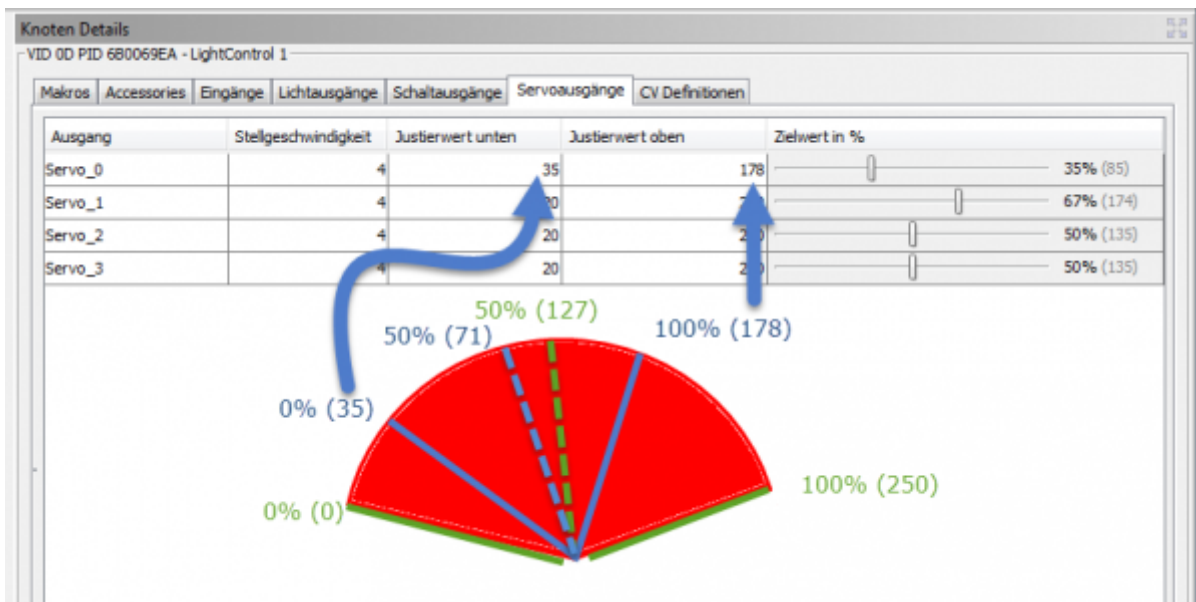 Knoten Details
VID 0D PID 680069EA - LightControl 1
Makros Accessories Eingänge Lichtausgänge Schaltausgänge Servoausgänge CV Definitionen
Ausgang Stellgeschwindigkeit Justierwert unten Justierwert oben Zielwert in %
Servo_0 4 35 178 35% (85)
Servo_1 4 67% (174)
Servo_2 4 20 50% (135)
Servo_3 4 20 50% (135)
50% (127)
50% (71)
100% (178)
0% (35)
100% (250)
0% (0)